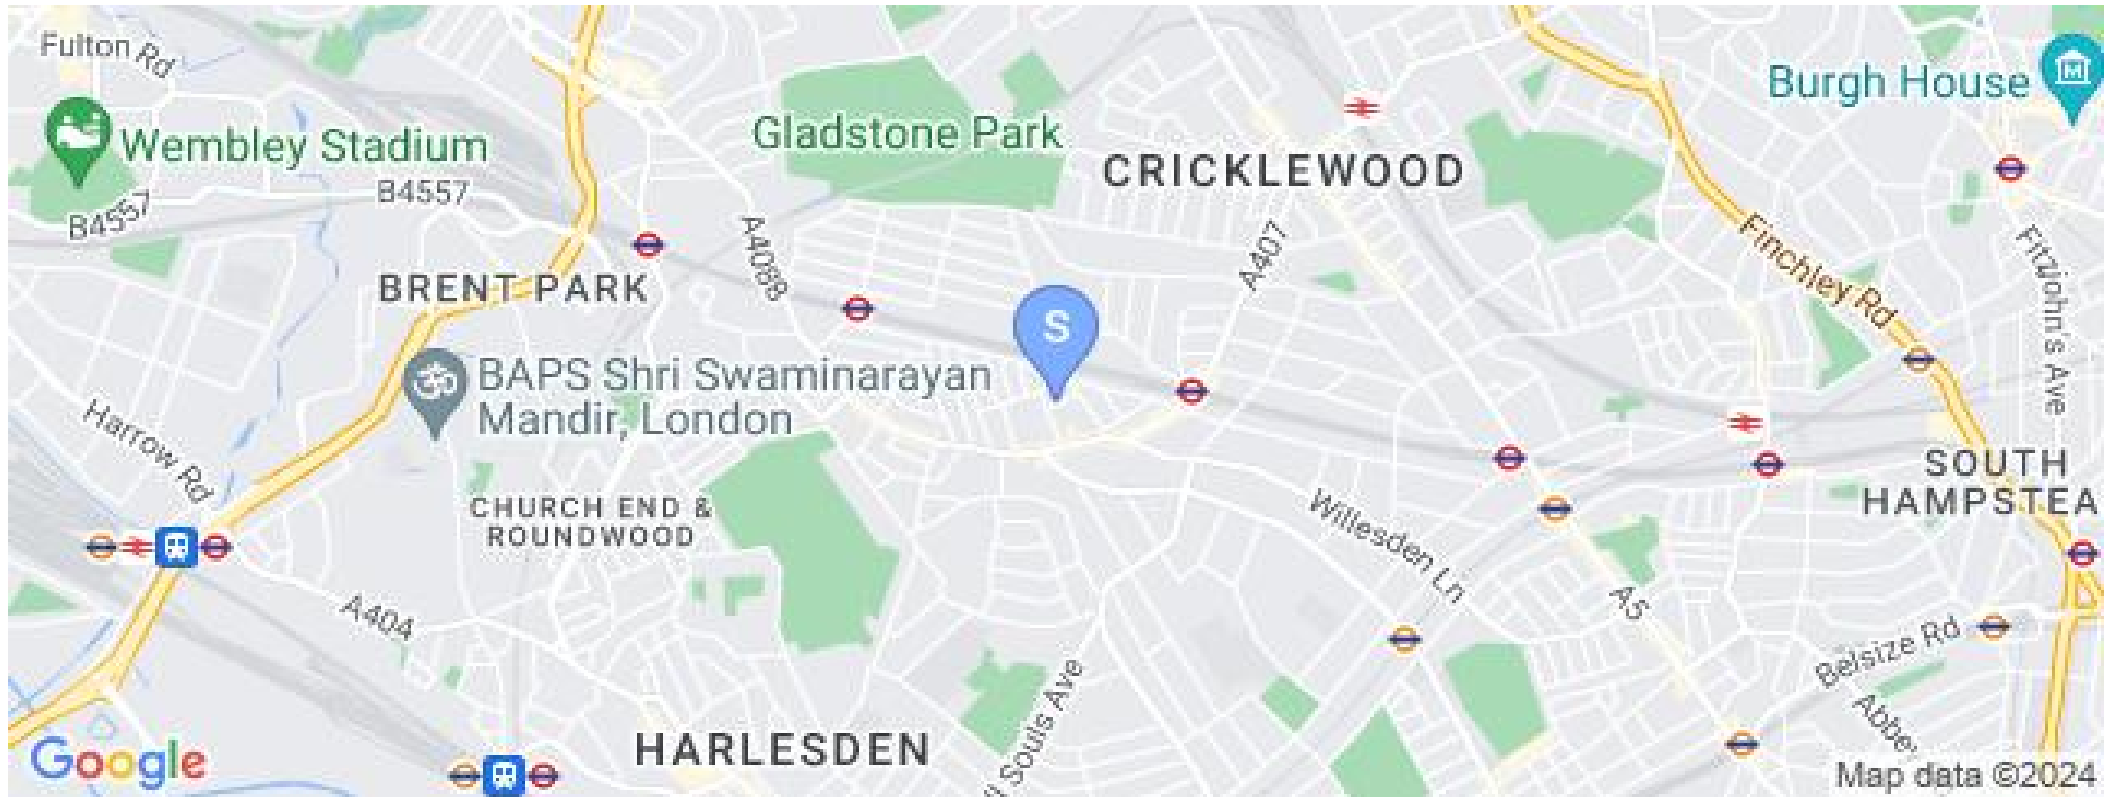 Fulton Rd
Wembley Stadium
B4557
B4557
Gladstone Park
CRICKLEWOOD
Burgh House
M
A4088
A407
Finchley Rd
Fitzjohn's Ave
BRENT PARK
S
BAPS Shri Swaminarayan
Mandir, London
Harrow Rd
CHURCH END &
ROUNDWOOD
SOUTH
HAMPSTEA
Willesden Ln
A404
A5
Belsize Rd
Abbey
Souls Ave
HARLESDEN
Google
Map data ©2024